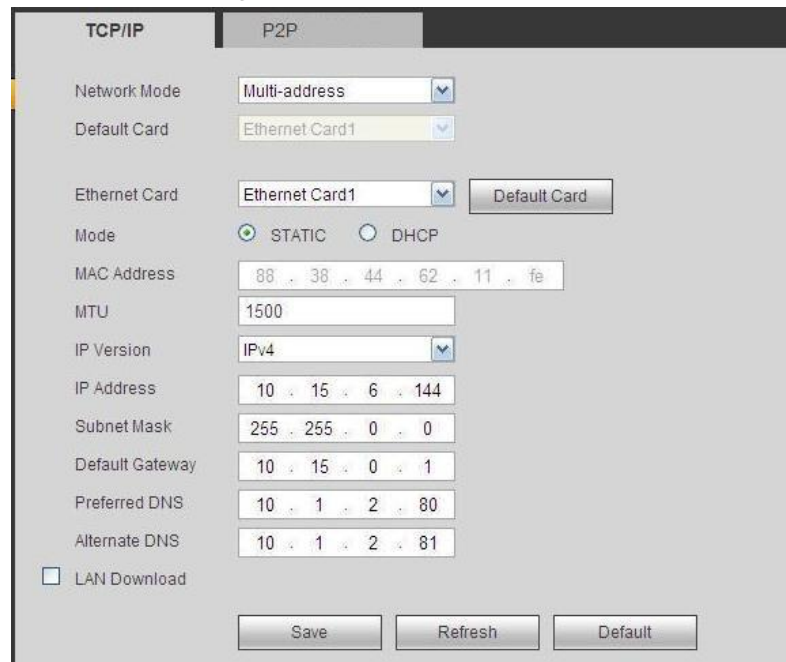 TCP/IP P2P
Network Mode Multi-address
Default Card Ethernet Card1
Ethernet Card Ethernet Card1 Default Card
Mode STATIC DHCP
MAC Address 88 . 38 . 44 . 62 . 11 . fe
MTU 1500
IP Version IPv4
IP Address 10 . 15 . 6 . 144
Subnet Mask 255 . 255 . 0 . 0
Default Gateway 10 . 15 . 0 . 1
Preferred DNS 10 . 1 . 2 . 80
Alternate DNS 10 . 1 . 2 . 81
LAN Download
Save Refresh Default